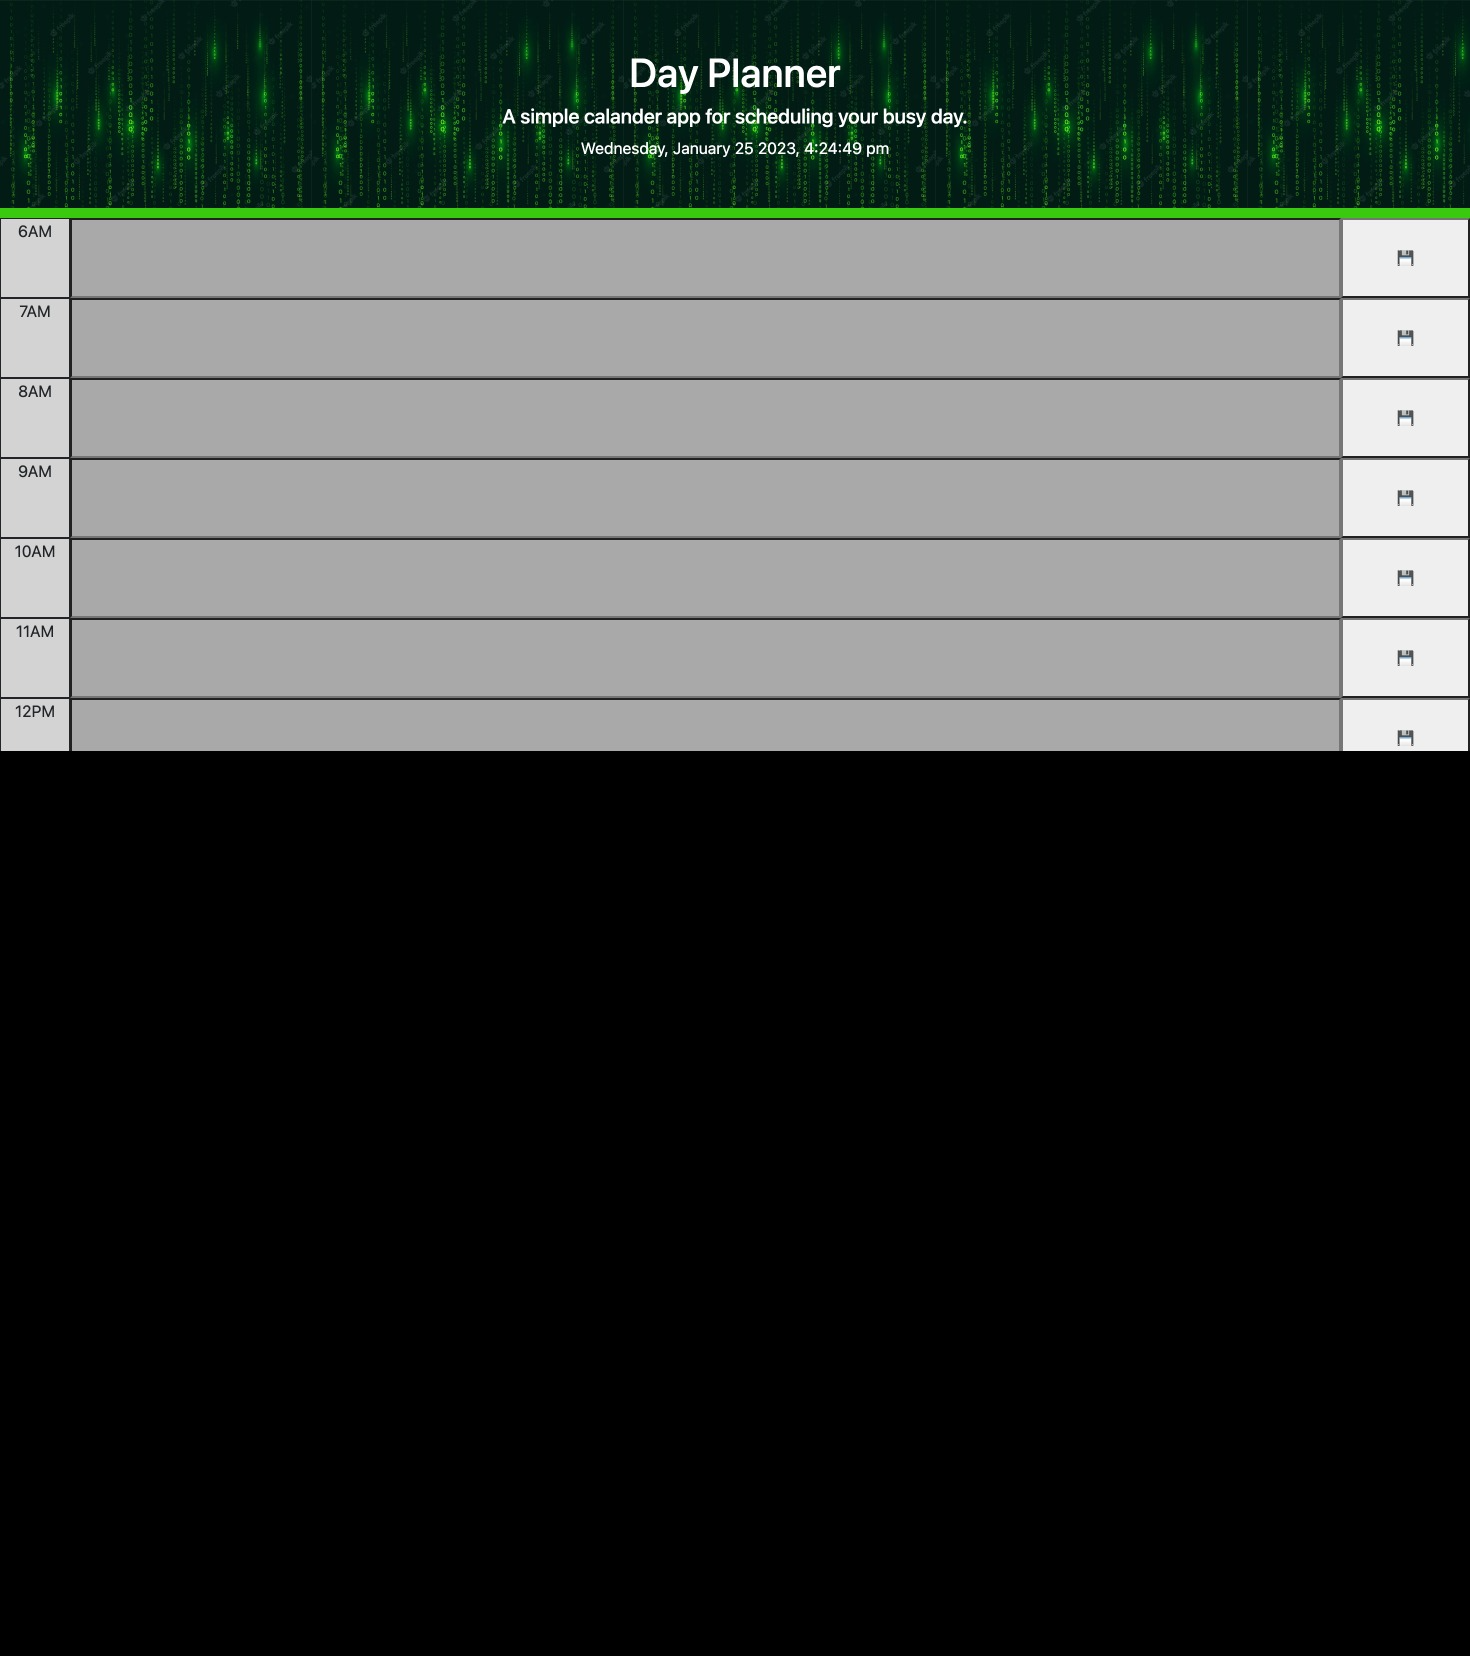 Day Planner
A simple calander app for scheduling your busy day.
Wednesday, January 25 2023, 4:24:49 pm
6AM
7AM
8AM
9AM
10AM
11AM
12PM